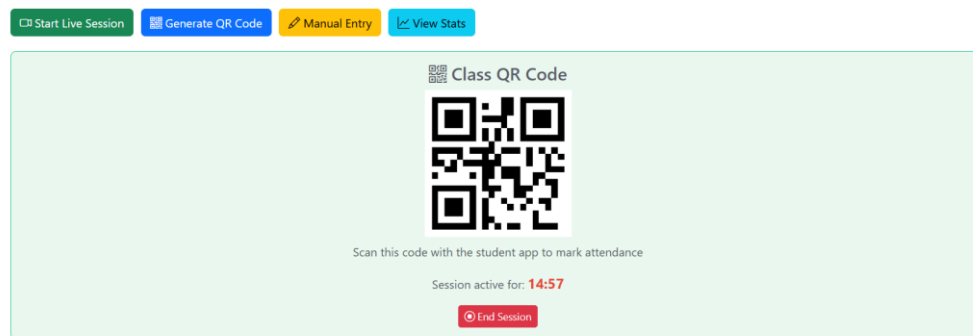 Start Live Session Generate QR Code Manual Entry View Stats
Class QR Code
Scan this code with the student app to mark attendance
Session active for: 14:57
End Session